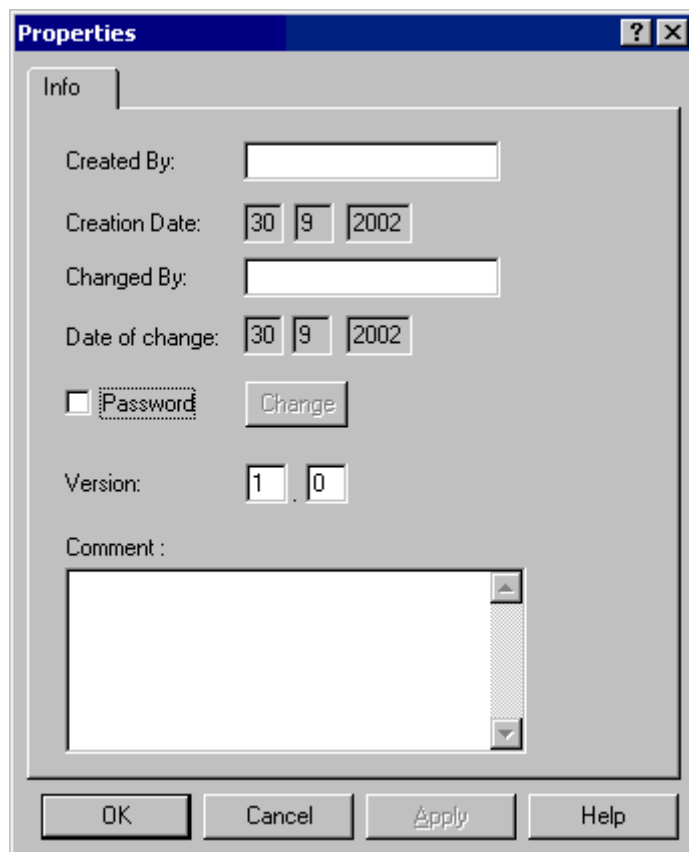 Properties
Info
Created By:
Creation Date: 30 9 2002
Changed By:
Date of change: 30 9 2002
Password Change
Version: 1 . 0
Comment :
OK Cancel Apply Help